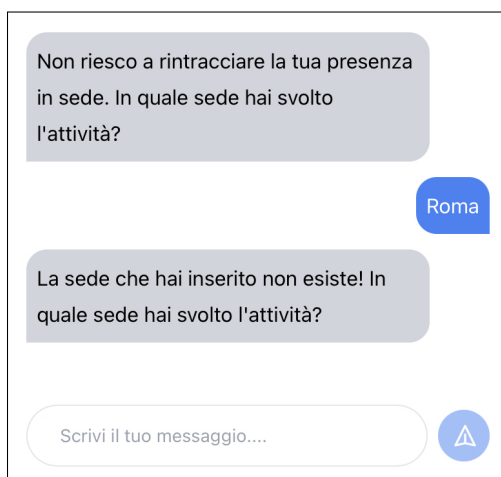 Non riesco a rintracciare la tua presenza
in sede. In quale sede hai svolto
l'attività?
Roma
La sede che hai inserito non esiste! In
quale sede hai svolto l'attività?
Scrivi il tuo messaggio....